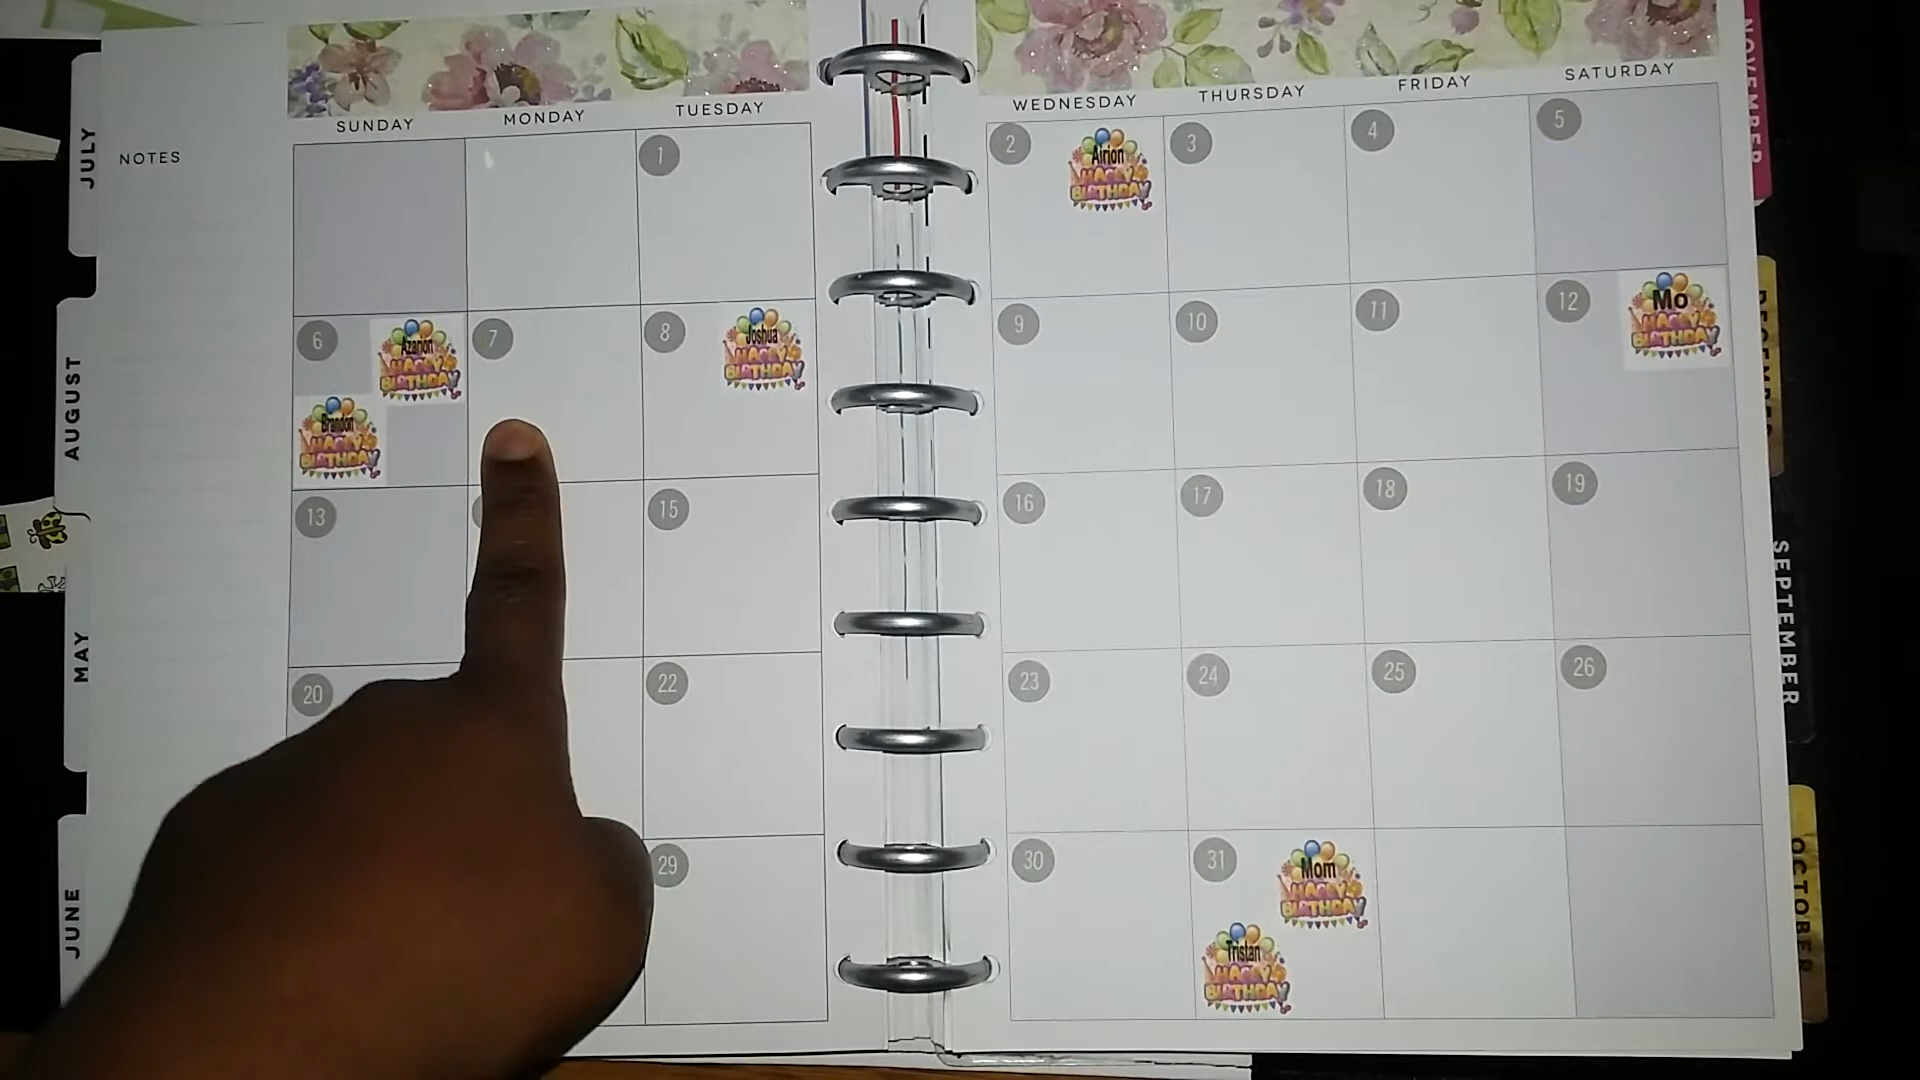 NOTES
SUNDAY MONDAY TUESDAY WEDNESDAY THURSDAY FRIDAY SATURDAY
1 2 3 4 5
Airion
HAPPY
BIRTHDAY
6 7 8 9 10 11 12
Azarion
HAPPY
BIRTHDAY
Brandon
HAPPY
BIRTHDAY
Joshua
HAPPY
BIRTHDAY
Mo
HAPPY
BIRTHDAY
13 15 16 17 18 19
20 22 23 24 25 26
29 30 31
Mom
HAPPY
BIRTHDAY
Tristan
HAPPY
BIRTHDAY
JULY
AUGUST
MAY
JUNE
NOVEMBER
DECEMBER
SEPTEMBER
OCTOBER